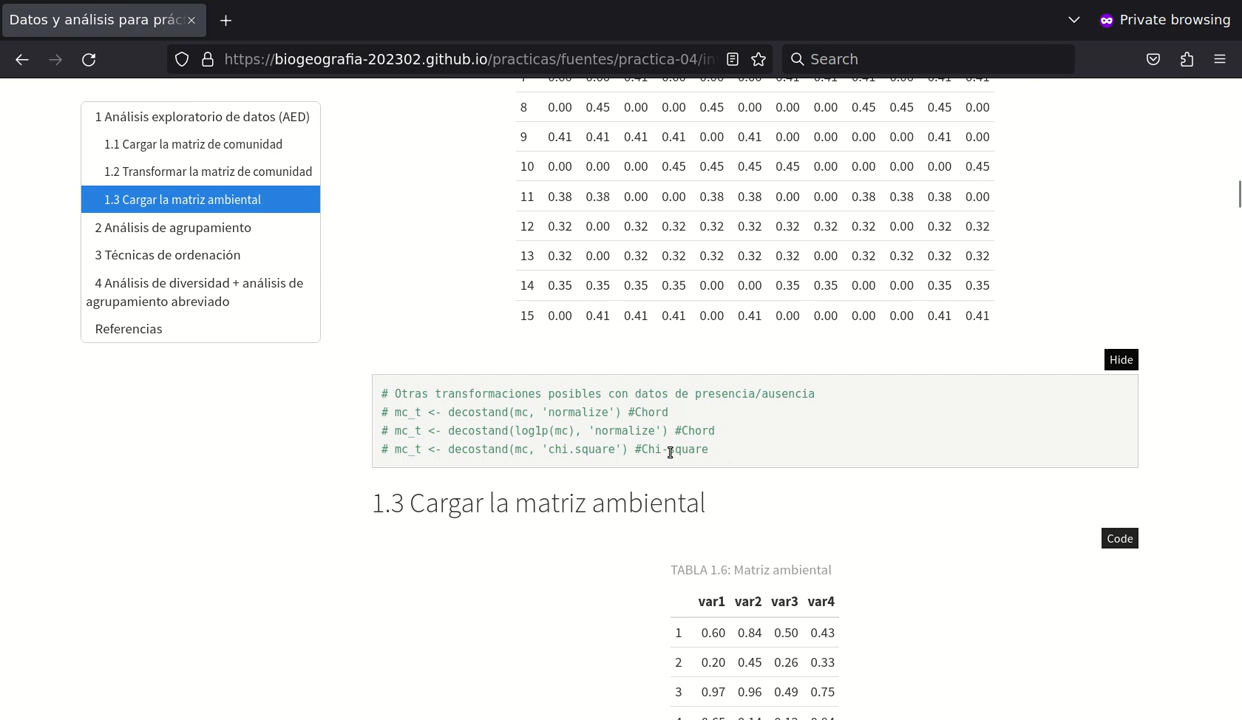 Datos y análisis para prác
Private browsing
https://biogeografia-202302.github.io/practicas/fuentes/practica-04/in
Search
1 Análisis exploratorio de datos (AED)
1.1 Cargar la matriz de comunidad
1.2 Transformar la matriz de comunidad
1.3 Cargar la matriz ambiental
2 Análisis de agrupamiento
3 Técnicas de ordenación
4 Análisis de diversidad + análisis de
agrupamiento abreviado
Referencias
8 0.00 0.45 0.00 0.00 0.45 0.00 0.00 0.00 0.45 0.45 0.45 0.00
9 0.41 0.41 0.41 0.41 0.00 0.41 0.00 0.00 0.00 0.00 0.41 0.00
10 0.00 0.00 0.00 0.45 0.45 0.45 0.45 0.00 0.00 0.00 0.00 0.45
11 0.38 0.38 0.00 0.00 0.38 0.38 0.00 0.00 0.38 0.38 0.38 0.00
12 0.32 0.00 0.32 0.32 0.32 0.32 0.32 0.32 0.32 0.00 0.32 0.32
13 0.32 0.00 0.32 0.32 0.32 0.32 0.32 0.00 0.32 0.32 0.32 0.32
14 0.35 0.35 0.35 0.35 0.00 0.00 0.35 0.35 0.00 0.00 0.35 0.35
15 0.00 0.41 0.41 0.41 0.00 0.41 0.00 0.00 0.00 0.00 0.41 0.41
Hide
# Otras transformaciones posibles con datos de presencia/ausencia
# mc_t <- decostand(mc, 'normalize') #Chord
# mc_t <- decostand(log1p(mc), 'normalize') #Chord
# mc_t <- decostand(mc, 'chi.square') #Chi-square
1.3 Cargar la matriz ambiental
Code
TABLA 1.6: Matriz ambiental
var1 var2 var3 var4
1 0.60 0.84 0.50 0.43
2 0.20 0.45 0.26 0.33
3 0.97 0.96 0.49 0.75